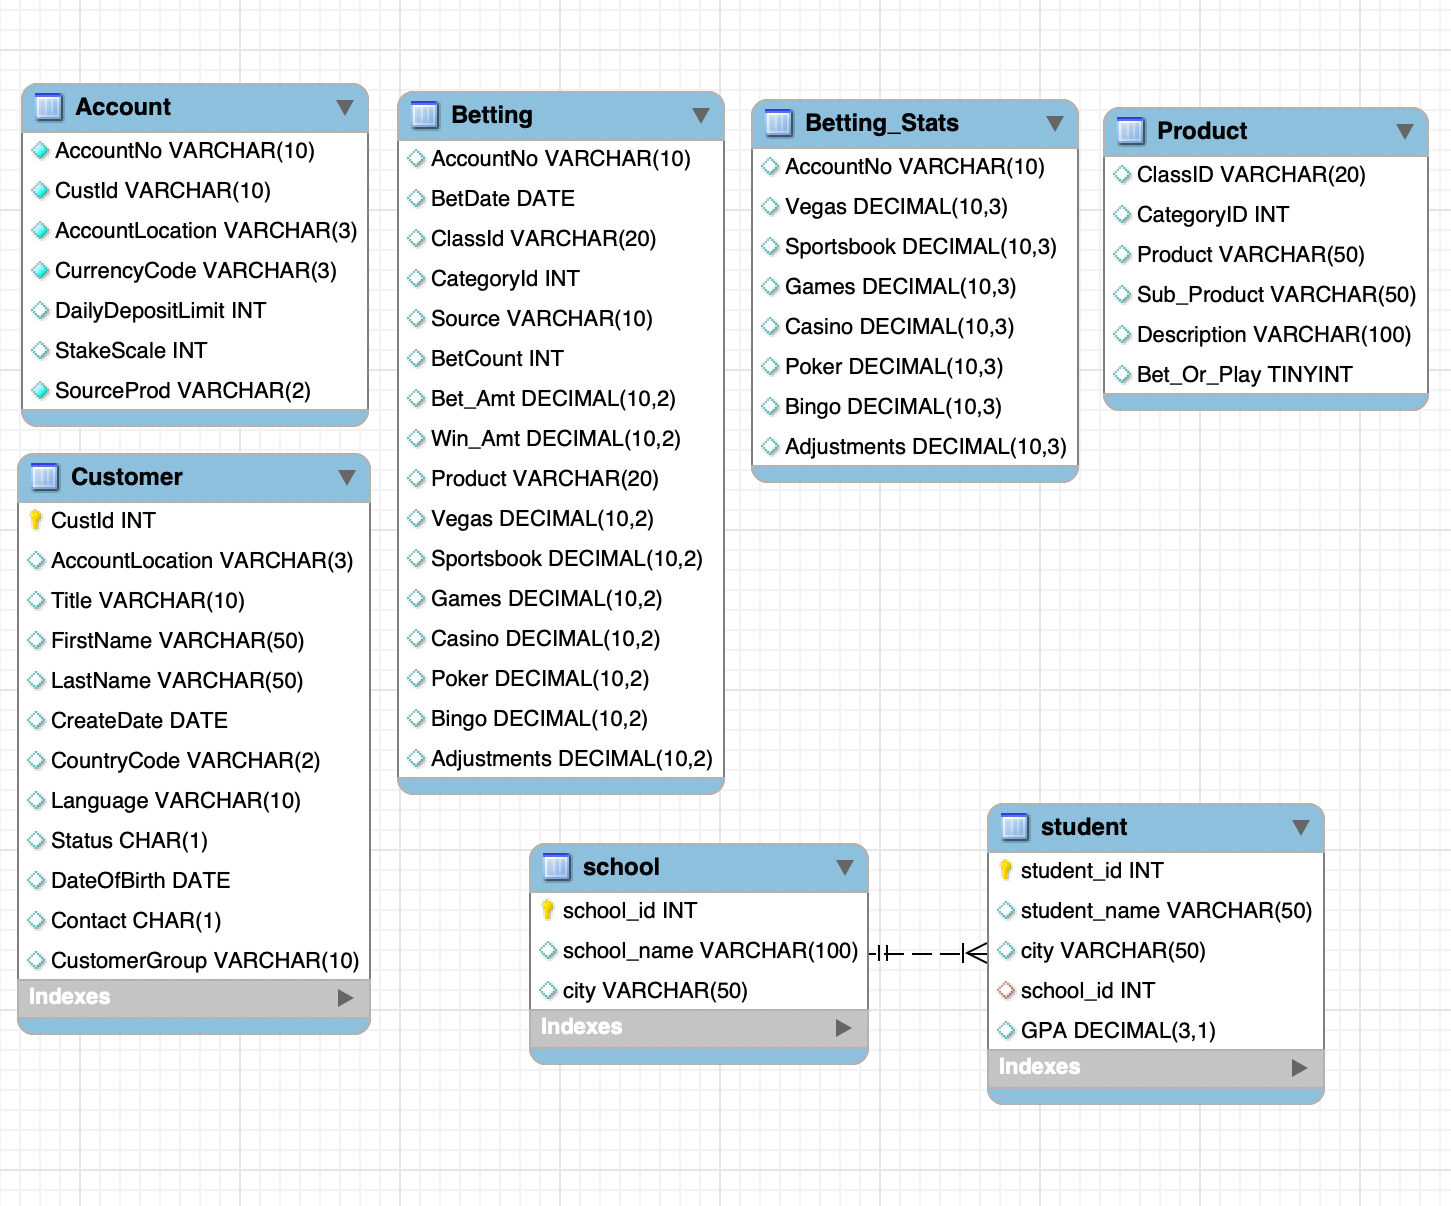 Account
AccountNo VARCHAR(10)
CustId VARCHAR(10)
AccountLocation VARCHAR(3)
CurrencyCode VARCHAR(3)
DailyDepositLimit INT
StakeScale INT
SourceProd VARCHAR(2)
Customer
CustId INT
AccountLocation VARCHAR(3)
Title VARCHAR(10)
FirstName VARCHAR(50)
LastName VARCHAR(50)
CreateDate DATE
CountryCode VARCHAR(2)
Language VARCHAR(10)
Status CHAR(1)
DateOfBirth DATE
Contact CHAR(1)
CustomerGroup VARCHAR(10)
Indexes
Betting
AccountNo VARCHAR(10)
BetDate DATE
ClassId VARCHAR(20)
CategoryId INT
Source VARCHAR(10)
BetCount INT
Bet_Amt DECIMAL(10,2)
Win_Amt DECIMAL(10,2)
Product VARCHAR(20)
Vegas DECIMAL(10,2)
Sportsbook DECIMAL(10,2)
Games DECIMAL(10,2)
Casino DECIMAL(10,2)
Poker DECIMAL(10,2)
Bingo DECIMAL(10,2)
Adjustments DECIMAL(10,2)
Betting_Stats
AccountNo VARCHAR(10)
Vegas DECIMAL(10,3)
Sportsbook DECIMAL(10,3)
Games DECIMAL(10,3)
Casino DECIMAL(10,3)
Poker DECIMAL(10,3)
Bingo DECIMAL(10,3)
Adjustments DECIMAL(10,3)
Product
ClassID VARCHAR(20)
CategoryID INT
Product VARCHAR(50)
Sub_Product VARCHAR(50)
Description VARCHAR(100)
Bet_Or_Play TINYINT
school
school_id INT
school_name VARCHAR(100)
city VARCHAR(50)
Indexes
student
student_id INT
student_name VARCHAR(50)
city VARCHAR(50)
school_id INT
GPA DECIMAL(3,1)
Indexes